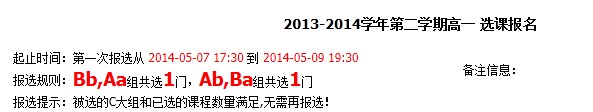 2013-2014学年第二学期高一 选课报名
起止时间：第一次报选从 2014-05-07 17:30 到 2014-05-09 19:30
备注信息：
报选规则：Bb,Aa组共选1门，Ab,Ba组共选1门
报选提示：被选的C大组和已选的课程数量满足,无需再报选！